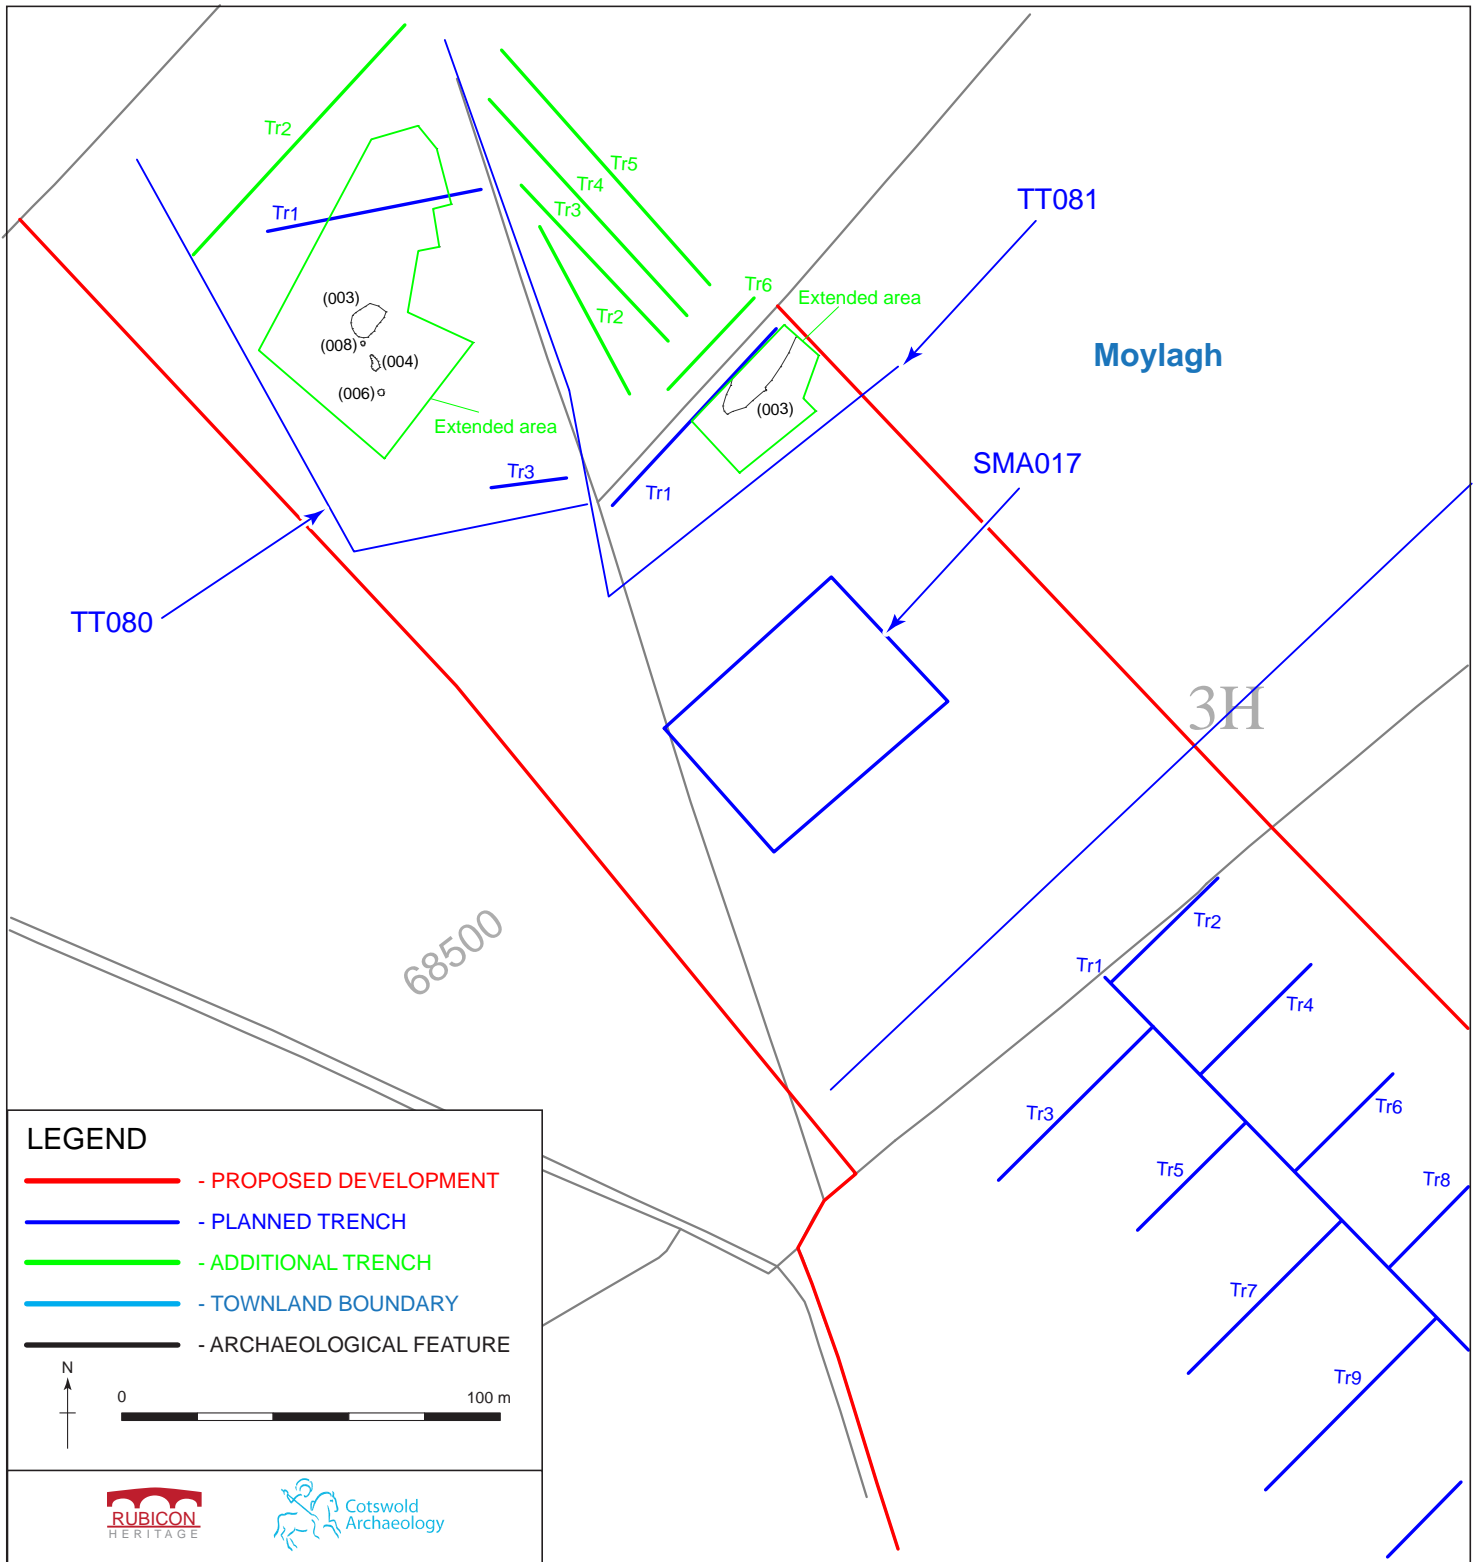 Tr2
Tr5
Tr4
Tr1
Tr3
TT081
Tr6
Extended area
(003)
Tr2
Moylagh
(008)
(004)
(006)
(003)
Extended area
SMA017
Tr3
Tr1
TT080
3H
68500
Tr2
Tr1
Tr4
Tr3
Tr6
Tr5
Tr8
Tr7
Tr9
LEGEND
- PROPOSED DEVELOPMENT
- PLANNED TRENCH
- ADDITIONAL TRENCH
- TOWNLAND BOUNDARY
- ARCHAEOLOGICAL FEATURE
N
0 100 m
RUBICON
HERITAGE
Cotswold
Archaeology